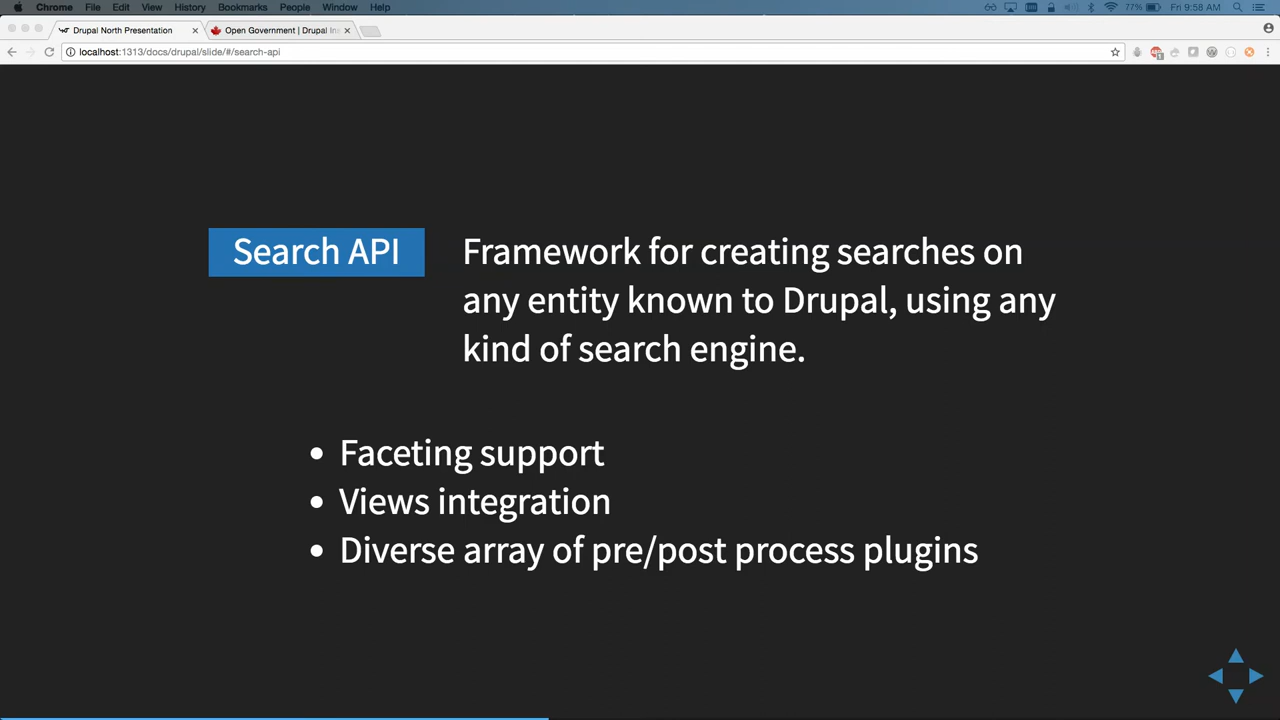 Chrome File Edit View History Bookmarks People Window Help 77% Fri 9:58 AM
Drupal North Presentation Open Government | Drupal Ins
localhost:1313/docs/drupal/slide/#/search-api
Search API
Framework for creating searches on
any entity known to Drupal, using any
kind of search engine.
• Faceting support
• Views integration
• Diverse array of pre/post process plugins